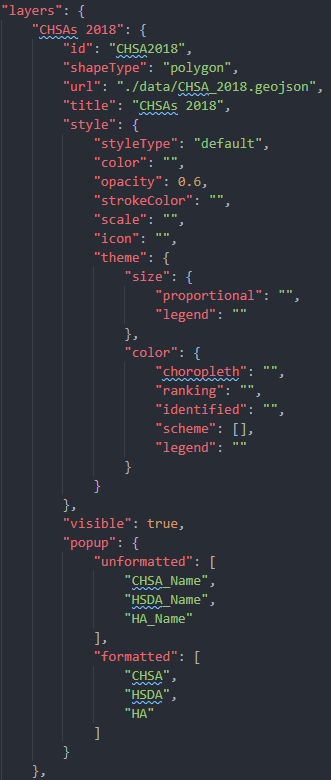 "layers": {
    "CHSAs 2018": {
        "id": "CHSA2018",
        "shapeType": "polygon",
        "url": "./data/CHSA_2018.geojson",
        "title": "CHSAs 2018",
        "style": {
            "styleType": "default",
            "color": "",
            "opacity": 0.6,
            "strokeColor": "",
            "scale": "",
            "icon": "",
            "theme": {
                "size": {
                    "proportional": "",
                    "legend": ""
                },
                "color": {
                    "choropleth": "",
                    "ranking": "",
                    "identified": "",
                    "scheme": [],
                    "legend": ""
                }
            }
        },
        "visible": true,
        "popup": {
            "unformatted": [
                "CHSA_Name",
                "HSDA_Name",
                "HA_Name"
            ],
            "formatted": [
                "CHSA",
                "HSDA",
                "HA"
            ]
        }
    },